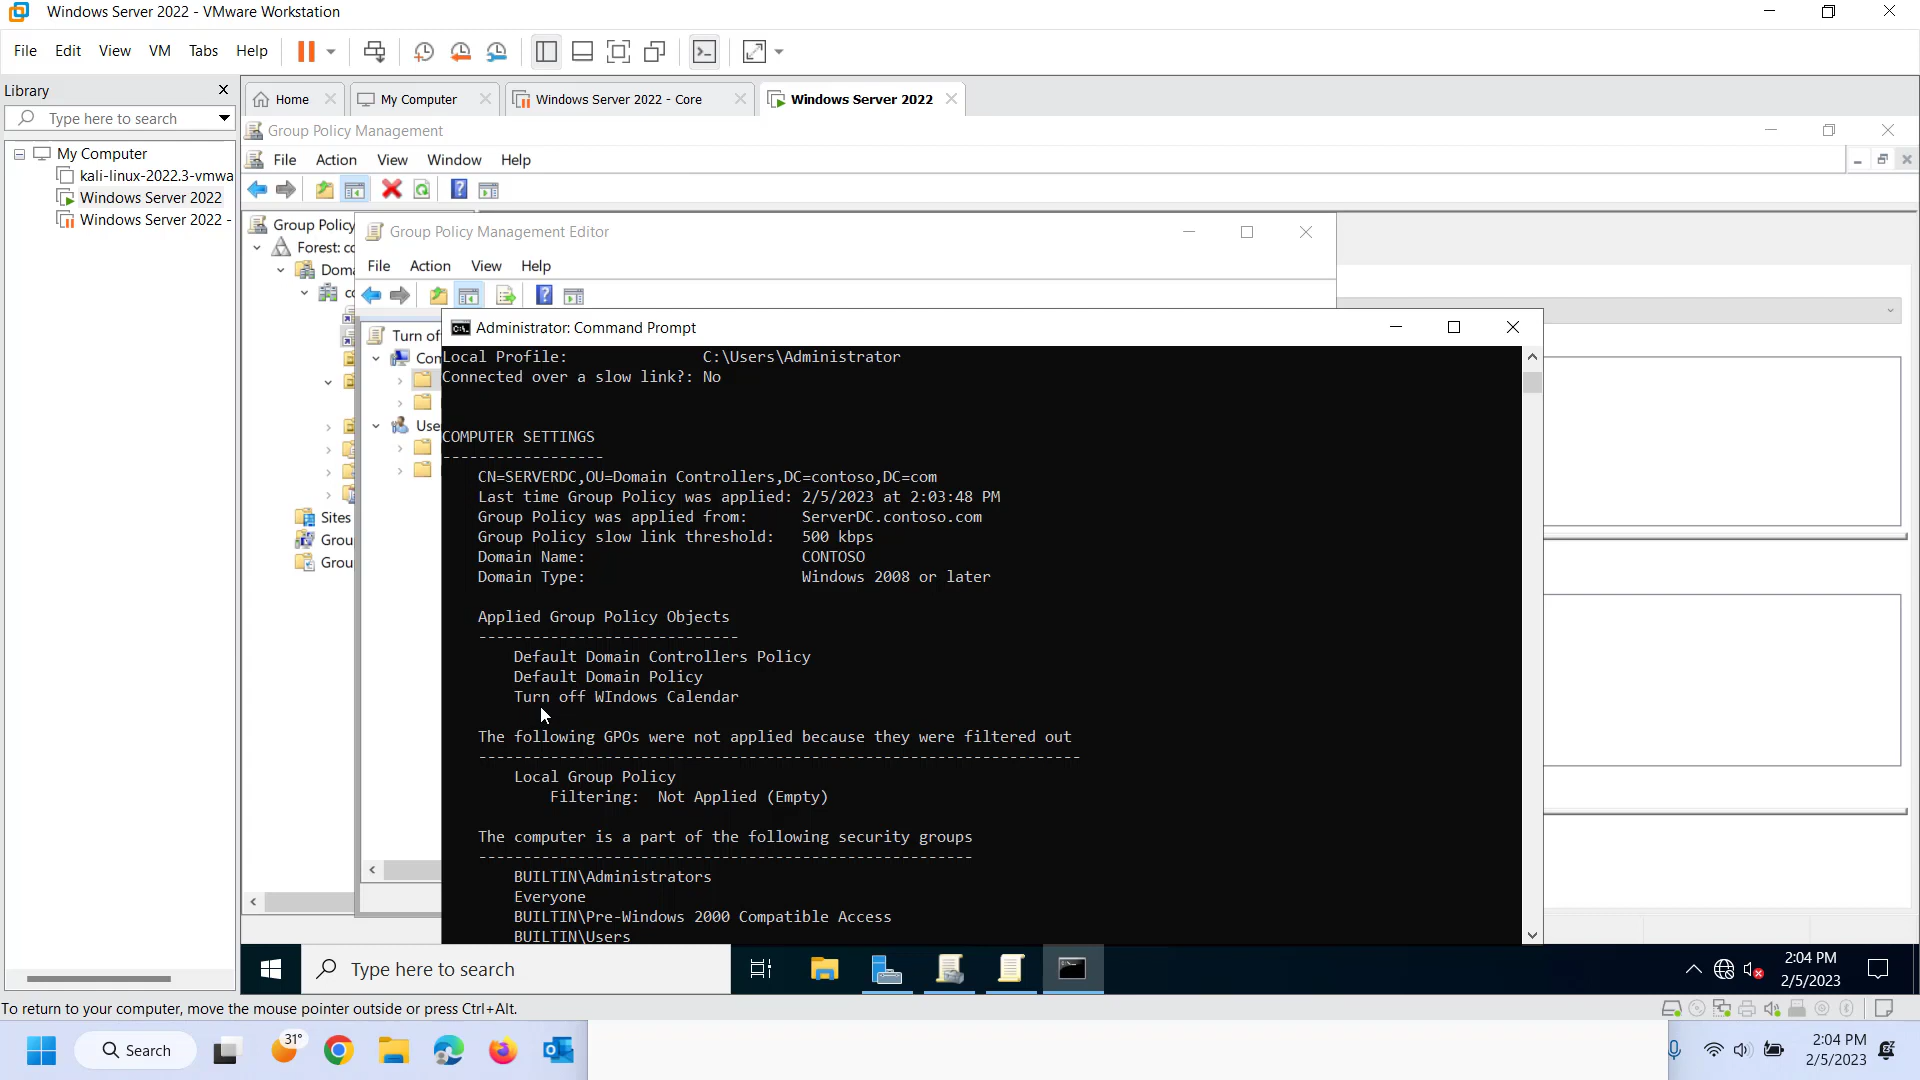 Windows Server 2022 - VMware Workstation
File Edit View VM Tabs Help
Library
Type here to search
My Computer
kali-linux-2022.3-vmwa
Windows Server 2022
Windows Server 2022 -
Home
My Computer
Windows Server 2022 - Core
Windows Server 2022
Group Policy Management
File Action View Window Help
Group Policy
Forest: co
Doma
co
Sites
Grou
Grou
Group Policy Management Editor
File Action View Help
Turn of
Con
Use
Administrator: Command Prompt
Local Profile: C:\Users\Administrator
Connected over a slow link?: No
COMPUTER SETTINGS
------------------
CN=SERVERDC,OU=Domain Controllers,DC=contoso,DC=com
Last time Group Policy was applied: 2/5/2023 at 2:03:48 PM
Group Policy was applied from: ServerDC.contoso.com
Group Policy slow link threshold: 500 kbps
Domain Name: CONTOSO
Domain Type: Windows 2008 or later
Applied Group Policy Objects
-----------------------------
Default Domain Controllers Policy
Default Domain Policy
Turn off WIndows Calendar
The following GPOs were not applied because they were filtered out
-------------------------------------------------------------------
Local Group Policy
Filtering: Not Applied (Empty)
The computer is a part of the following security groups
-------------------------------------------------------
BUILTIN\Administrators
Everyone
BUILTIN\Pre-Windows 2000 Compatible Access
BUILTIN\Users
Type here to search
2:04 PM
2/5/2023
To return to your computer, move the mouse pointer outside or press Ctrl+Alt.
Search
31°
2:04 PM
2/5/2023